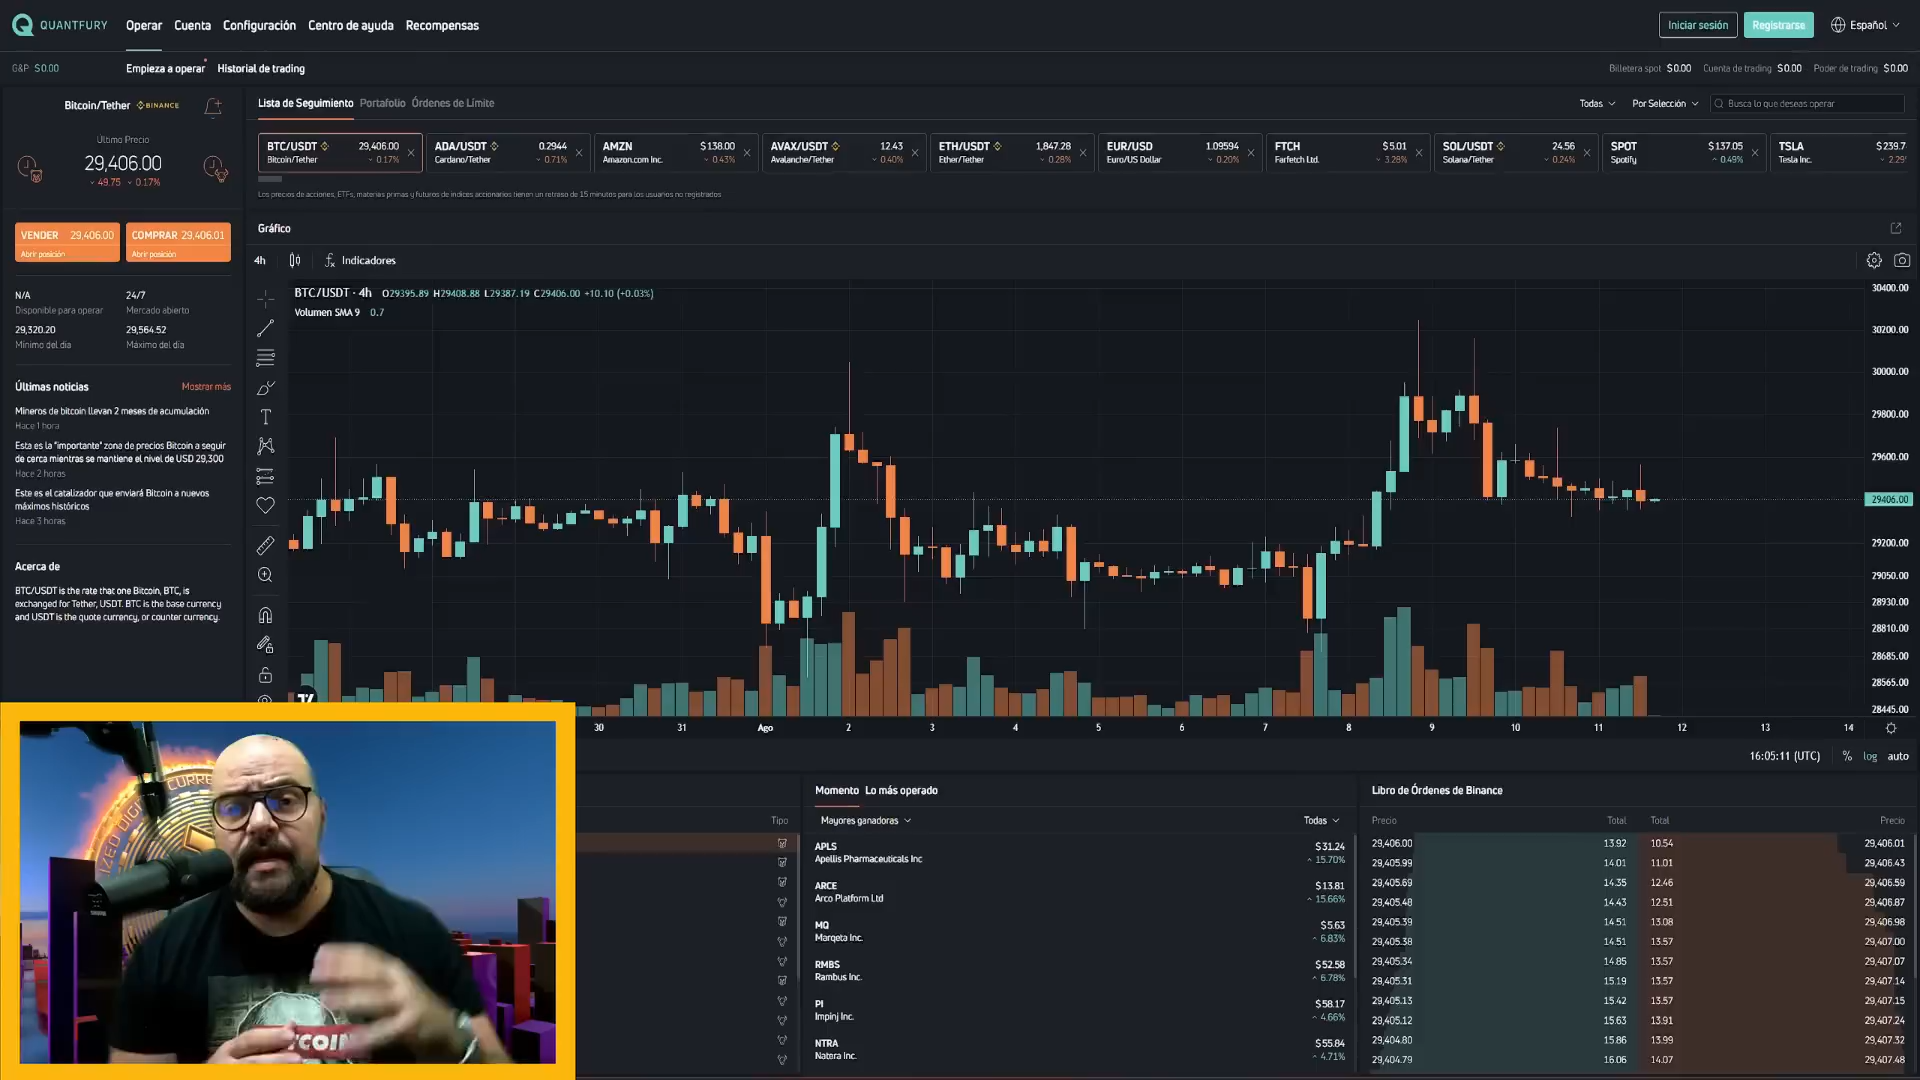 QUANTFURY
Operar Cuenta Configuración Centro de ayuda Recompensas
Iniciar sesión Registrarse Español
G&P $0.00 Empieza a operar Historial de trading
Billetera spot $0.00 Cuenta de trading $0.00 Poder de trading $0.00
Bitcoin/Tether BINANCE
Último Precio
29,406.00
49.75 0.17%
VENDER 29,406.00
Abrir posición
COMPRAR 29,406.01
Abrir posición
N/A
Disponible para operar
24/7
Mercado abierto
29,320.20
Mínimo del día
29,564.52
Máximo del día
Últimas noticias Mostrar más
Mineros de bitcoin llevan 2 meses de acumulación
Hace 1 hora
Esta es la "importante" zona de precios Bitcoin a seguir
de cerca mientras se mantiene el nivel de USD 29,300
Hace 2 horas
Este es el catalizador que enviará Bitcoin a nuevos
máximos históricos
Hace 3 horas
Acerca de
BTC/USDT is the rate that one Bitcoin, BTC, is
exchanged for Tether, USDT. BTC is the base currency
and USDT is the quote currency, or counter currency.
Lista de Seguimiento Portafolio Órdenes de Límite
Todas Por Selección Busca lo que deseas operar
BTC/USDT 29,406.00
Bitcoin/Tether 0.17%
ADA/USDT 0.2944
Cardano/Tether 0.71%
AMZN $138.00
Amazon.com Inc. 0.43%
AVAX/USDT 12.43
Avalanche/Tether 0.40%
ETH/USDT 1,847.28
Ether/Tether 0.28%
EUR/USD 1.09594
Euro/US Dollar 0.20%
FTCH $5.01
Farfetch Ltd. 3.28%
SOL/USDT 24.56
Solana/Tether 0.24%
SPOT $137.05
Spotify 0.49%
TSLA $239.7
Tesla Inc. 2.29
Los precios de acciones, ETFs, materias primas y futuros de índices accionarios tienen un retraso de 15 minutos para los usuarios no registrados
Gráfico
4h Indicadores
BTC/USDT · 4h O29395.89 H29408.88 L29387.19 C29406.00 +10.10 (+0.03%)
Volumen SMA 9 0.7
30400.00
30200.00
30000.00
29800.00
29600.00
29406.00
29200.00
29050.00
28930.00
28810.00
28685.00
28565.00
28445.00
30 31 Ago 2 3 4 5 6 7 8 9 10 11 12 13 14
16:05:11 (UTC) % log auto
Tipo
Momento Lo más operado
Mayores ganadoras Todas
APLS $31.24
Apellis Pharmaceuticals Inc 15.70%
ARCE $13.81
Arco Platform Ltd 15.66%
MQ $5.63
Marqeta Inc. 6.83%
RMBS $52.58
Rambus Inc. 6.78%
PI $58.17
Impinj Inc. 4.66%
NTRA $55.84
Natera Inc. 4.71%
Libro de Órdenes de Binance
Precio Total Total Precio
29,406.00 13.92 10.54 29,406.01
29,405.99 14.01 11.01 29,406.43
29,405.69 14.35 12.46 29,406.59
29,405.48 14.43 12.51 29,406.87
29,405.39 14.51 13.08 29,406.98
29,405.38 14.51 13.57 29,407.00
29,405.34 14.85 13.57 29,407.07
29,405.31 15.19 13.57 29,407.14
29,405.13 15.42 13.57 29,407.15
29,405.12 15.63 13.91 29,407.24
29,404.80 15.86 13.99 29,407.32
29,404.79 16.06 14.07 29,407.48